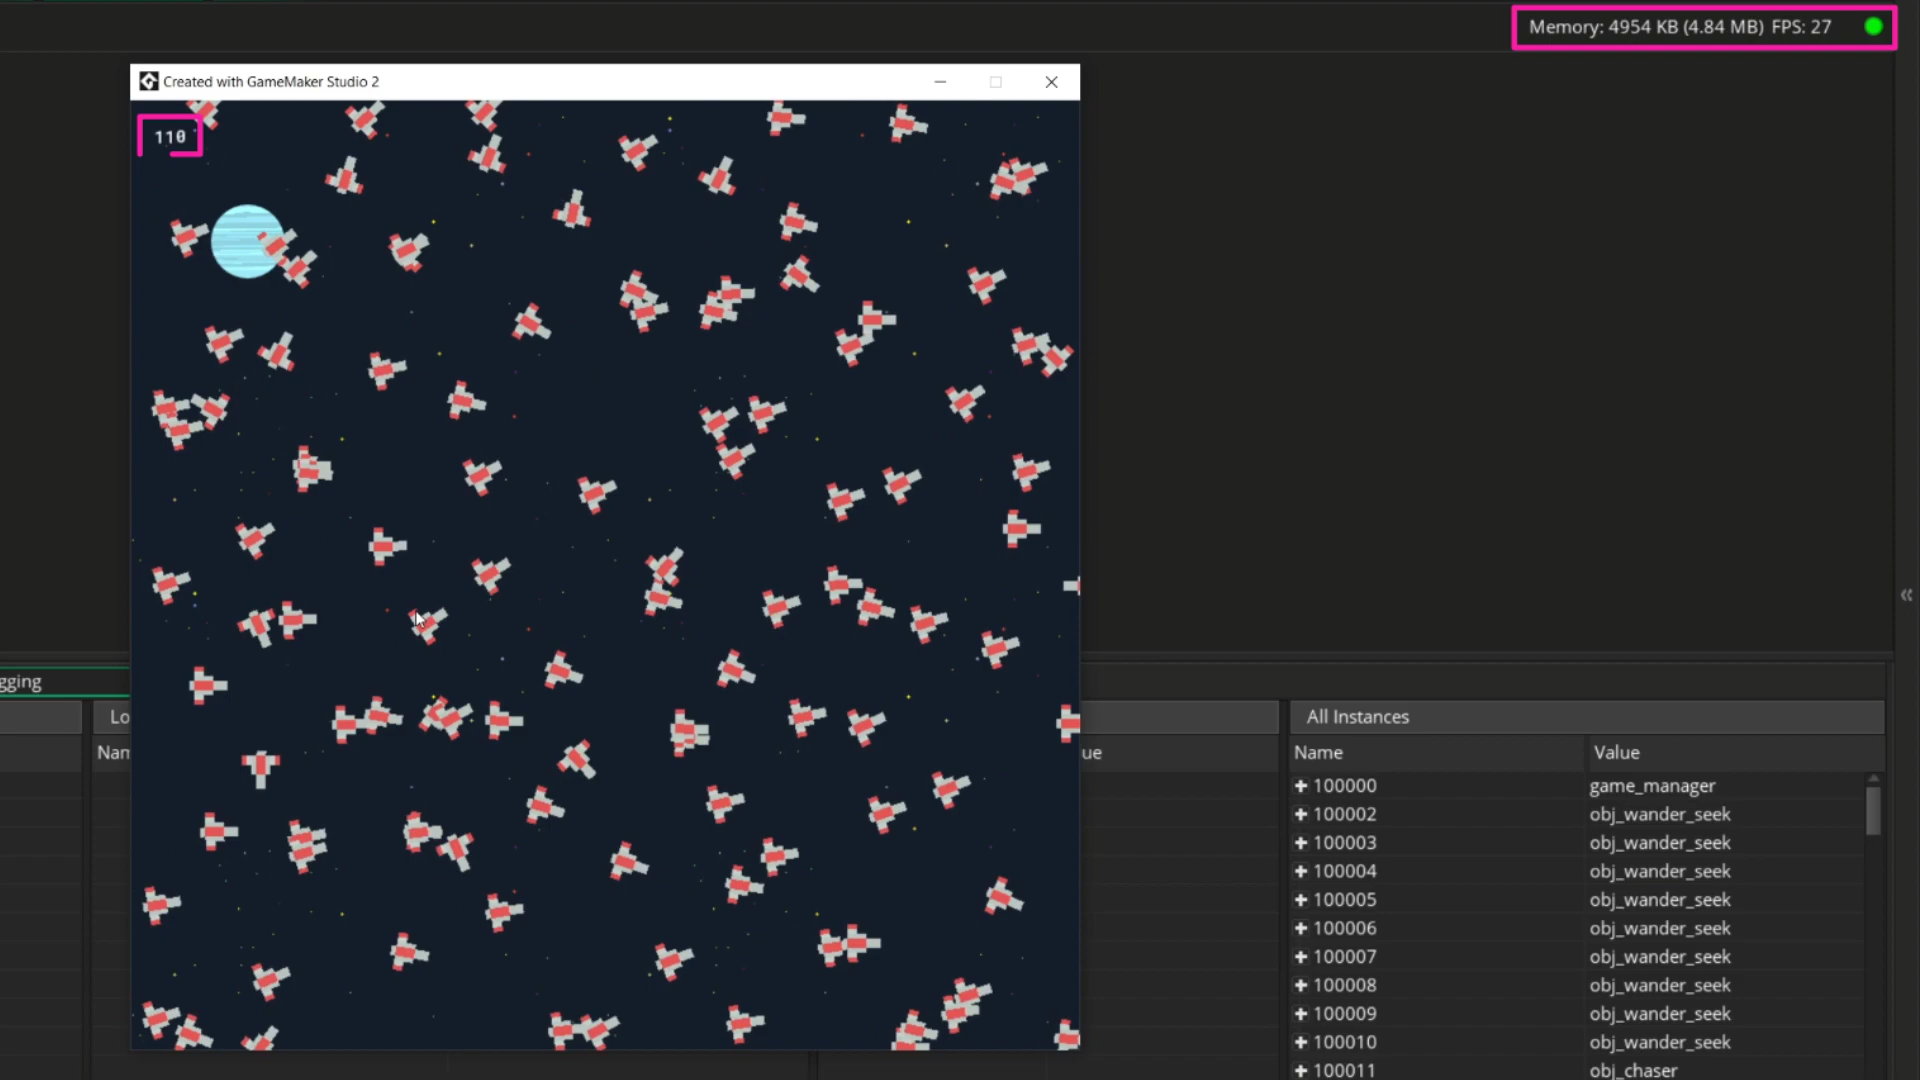 Memory: 4954 KB (4.84 MB) FPS: 27
Created with GameMaker Studio 2
110
gging
Lo
All Instances
Nam
ue
Name Value
100000 game_manager
100002 obj_wander_seek
100003 obj_wander_seek
100004 obj_wander_seek
100005 obj_wander_seek
100006 obj_wander_seek
100007 obj_wander_seek
100008 obj_wander_seek
100009 obj_wander_seek
100010 obj_wander_seek
100011 obj_chaser